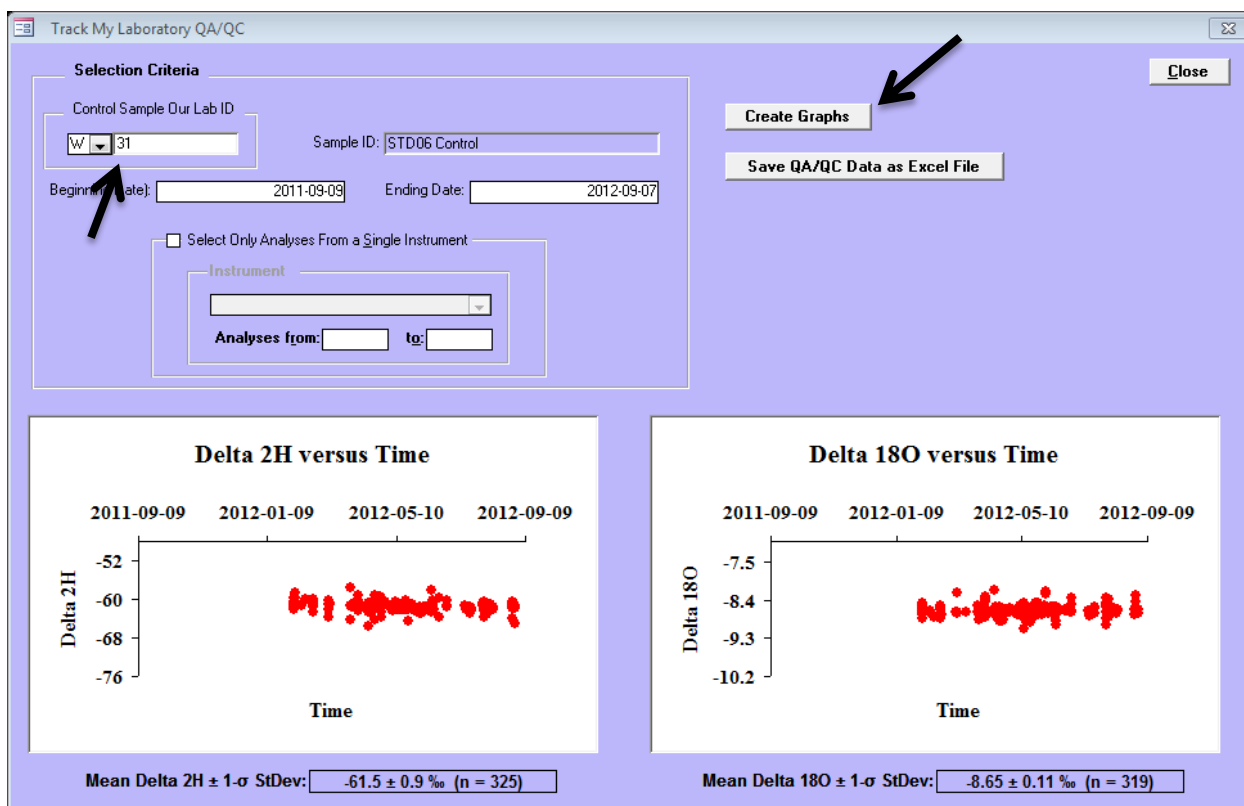 Track My Laboratory QA/QC
Selection Criteria
Close
Control Sample Our Lab ID
Create Graphs
W 31
Sample ID: STD06 Control
Save QA/QC Data as Excel File
2011-09-09
Ending Date: 2012-09-07
Select Only Analyses From a Single Instrument
Instrument
Analyses from: to:
Delta 2H versus Time
2011-09-09 2012-01-09 2012-05-10 2012-09-09
-52
-60
-68
-76
Delta 2H
Time
Delta 18O versus Time
2011-09-09 2012-01-09 2012-05-10 2012-09-09
-7.5
-8.4
-9.3
-10.2
Delta 18O
Time
Mean Delta 2H ± 1-σ StDev: -61.5 ± 0.9 ‰ (n = 325)
Mean Delta 18O ± 1-σ StDev: -8.65 ± 0.11 ‰ (n = 319)